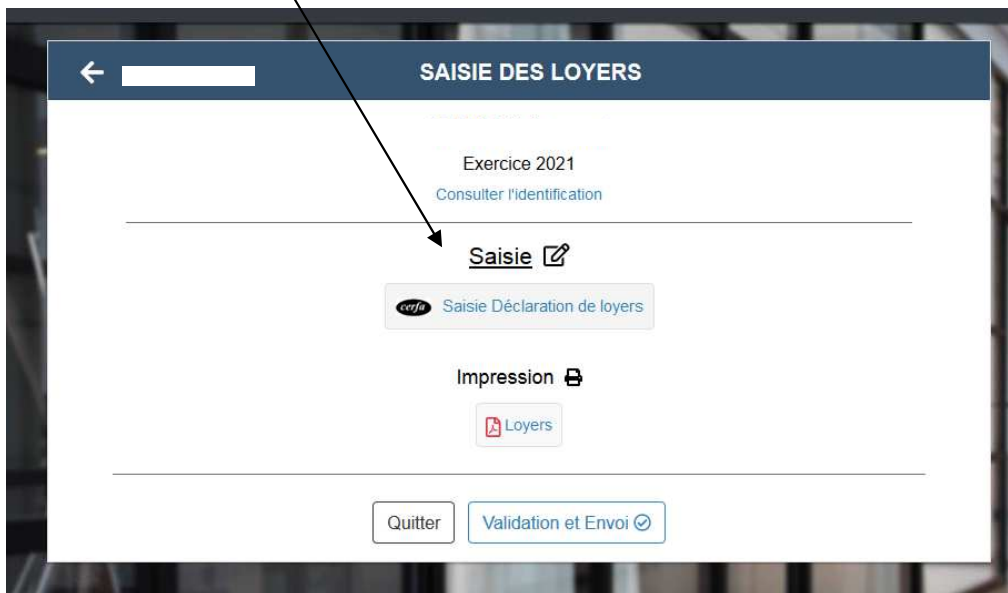 SAISIE DES LOYERS
Exercice 2021
Consulter l'identification
Saisie
cerfa Saisie Déclaration de loyers
Impression
Loyers
Quitter Validation et Envoi